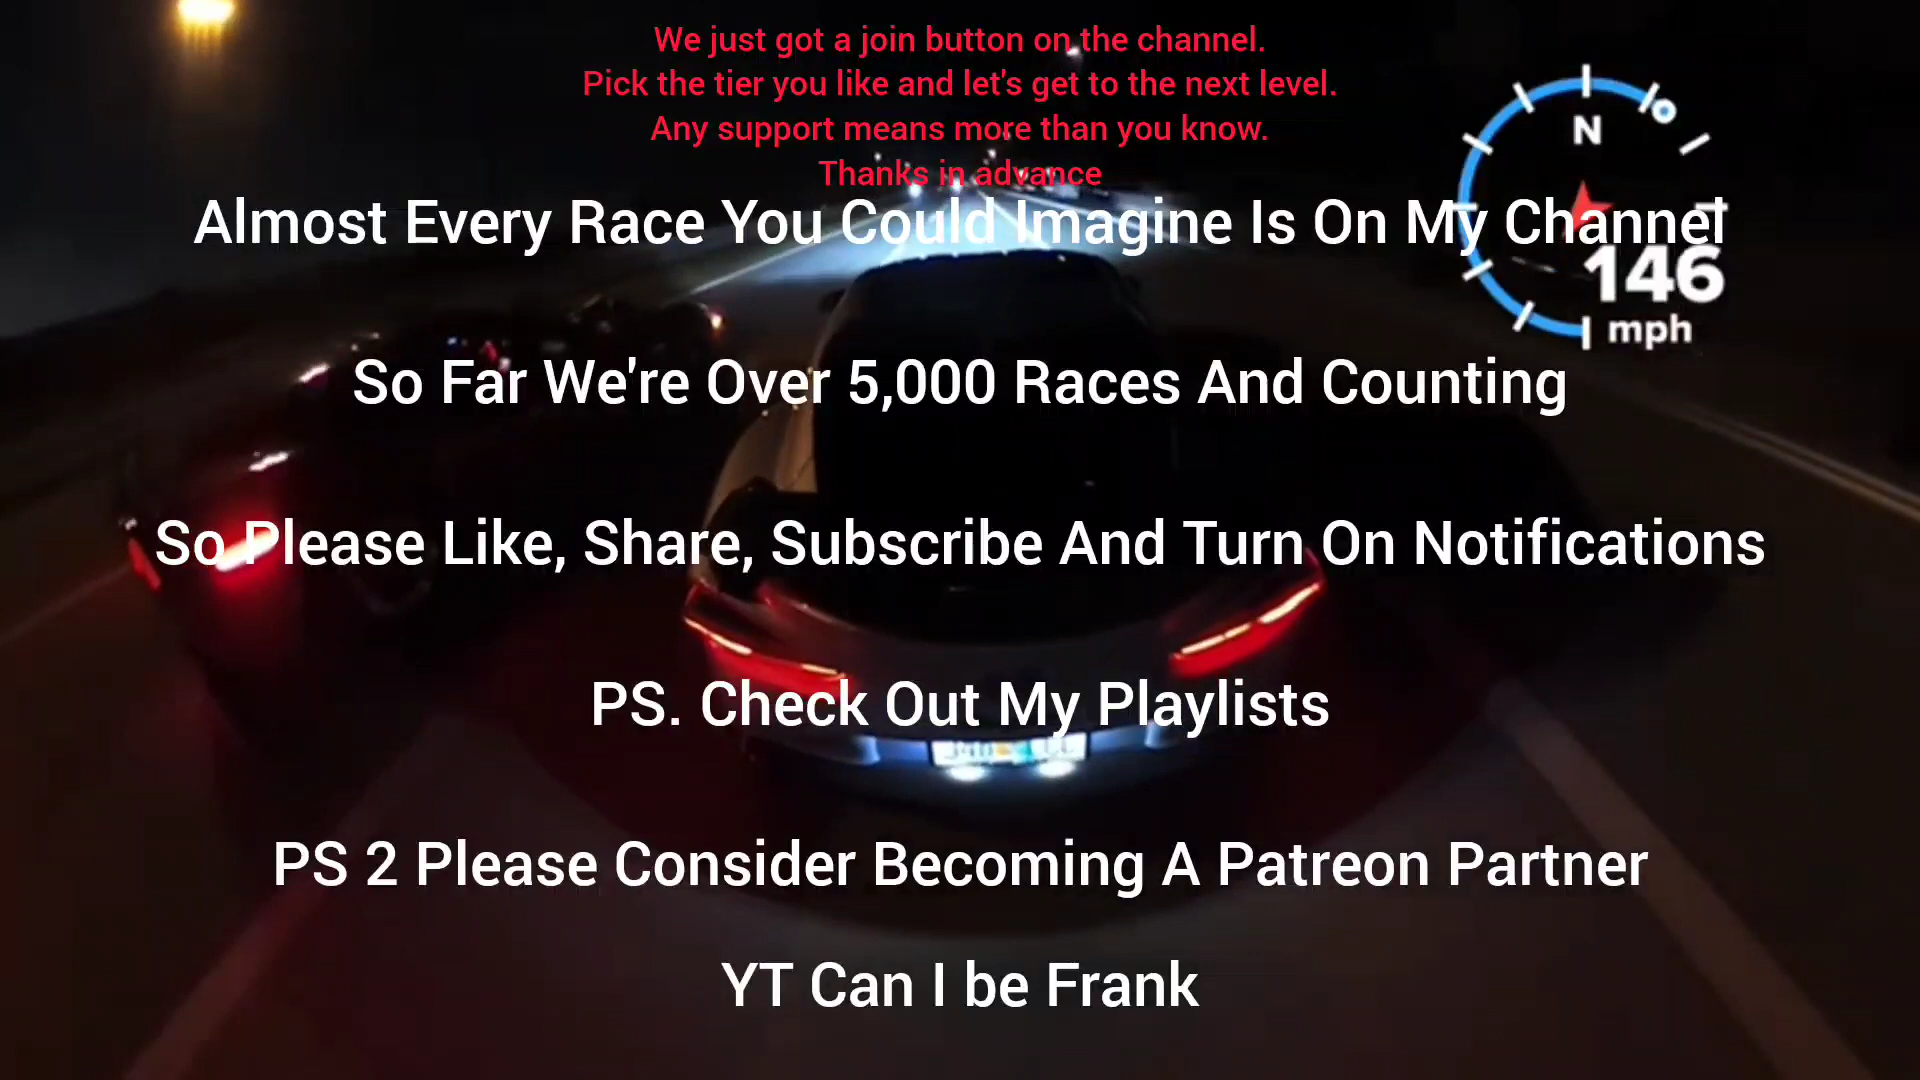 We just got a join button on the channel.
Pick the tier you like and let's get to the next level.
Any support means more than you know.
Thanks in advance
Almost Every Race You Could Imagine Is On My Channel
N
146
mph
So Far We're Over 5,000 Races And Counting
So Please Like, Share, Subscribe And Turn On Notifications
PS. Check Out My Playlists
PS 2 Please Consider Becoming A Patreon Partner
YT Can I be Frank